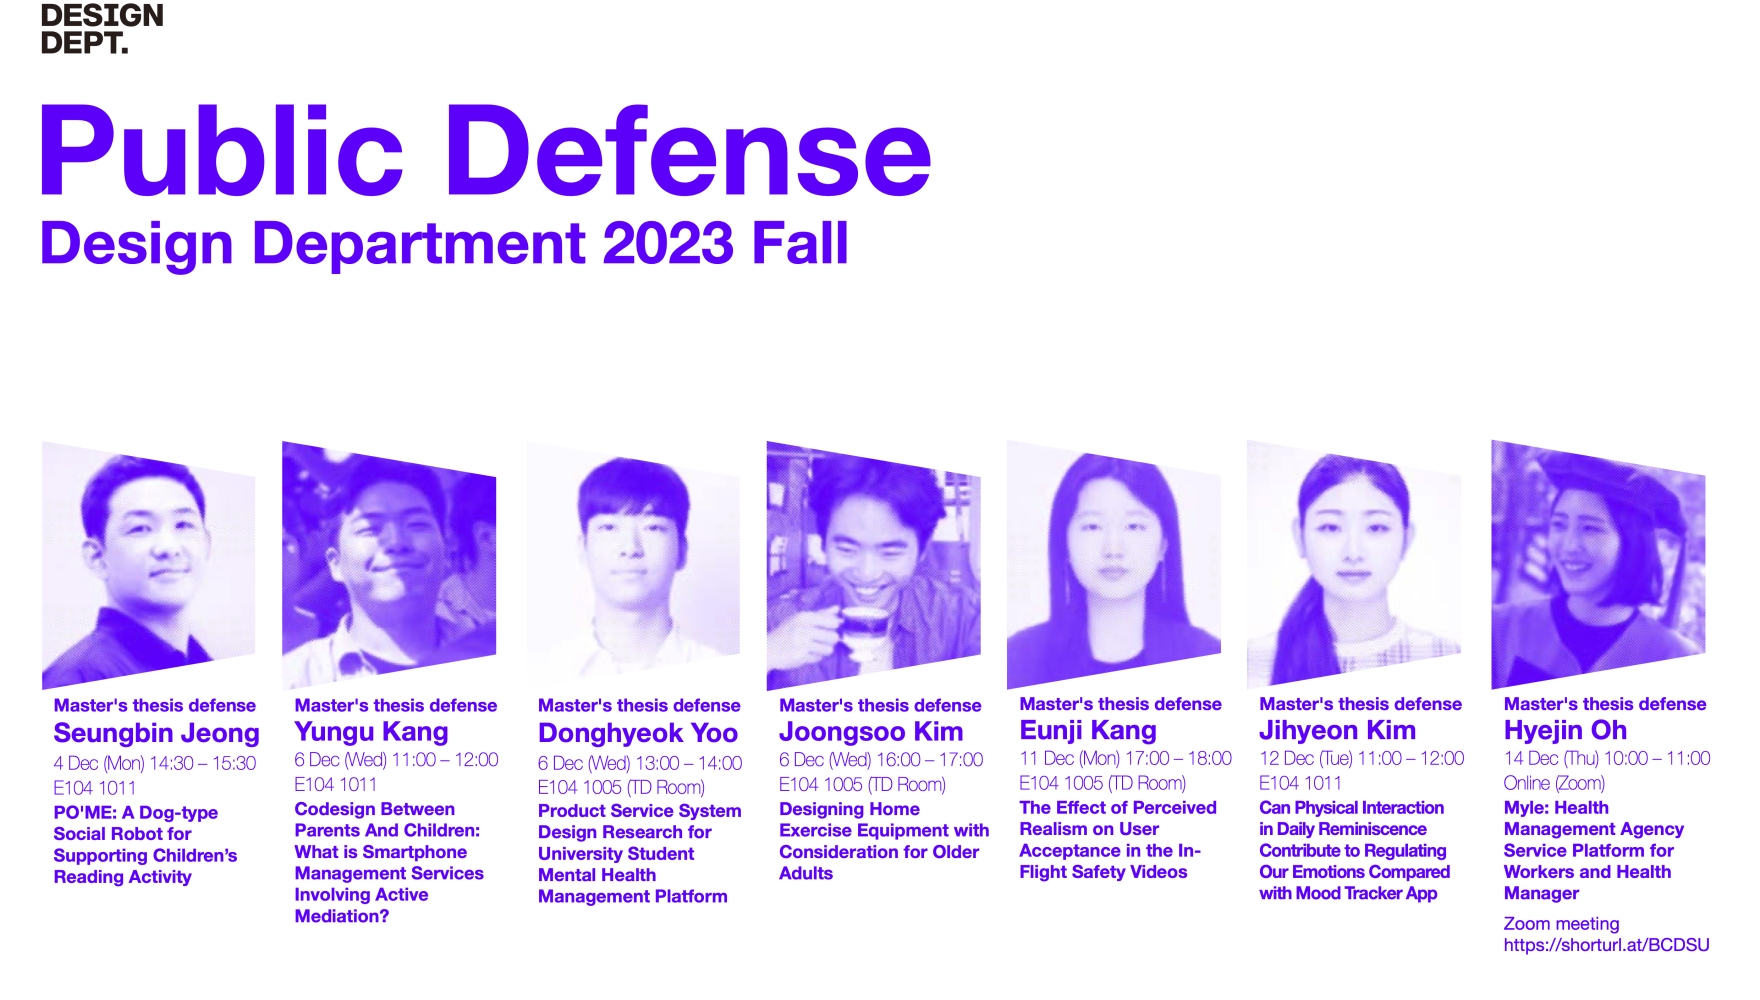 DESIGN
DEPT.
Public Defense
Design Department 2023 Fall
Master's thesis defense
Seungbin Jeong
4 Dec (Mon) 14:30 – 15:30
E104 1011
PO'ME: A Dog-type
Social Robot for
Supporting Children’s
Reading Activity
Master's thesis defense
Yungu Kang
6 Dec (Wed) 11:00 – 12:00
E104 1011
Codesign Between
Parents And Children:
What is Smartphone
Management Services
Involving Active
Mediation?
Master's thesis defense
Donghyeok Yoo
6 Dec (Wed) 13:00 – 14:00
E104 1005 (TD Room)
Product Service System
Design Research for
University Student
Mental Health
Management Platform
Master's thesis defense
Joongsoo Kim
6 Dec (Wed) 16:00 – 17:00
E104 1005 (TD Room)
Designing Home
Exercise Equipment with
Consideration for Older
Adults
Master's thesis defense
Eunji Kang
11 Dec (Mon) 17:00 – 18:00
E104 1005 (TD Room)
The Effect of Perceived
Realism on User
Acceptance in the In-
Flight Safety Videos
Master's thesis defense
Jihyeon Kim
12 Dec (Tue) 11:00 – 12:00
E104 1011
Can Physical Interaction
in Daily Reminiscence
Contribute to Regulating
Our Emotions Compared
with Mood Tracker App
Master's thesis defense
Hyejin Oh
14 Dec (Thu) 10:00 – 11:00
Online (Zoom)
Myle: Health
Management Agency
Service Platform for
Workers and Health
Manager
Zoom meeting
https://shorturl.at/BCDSU